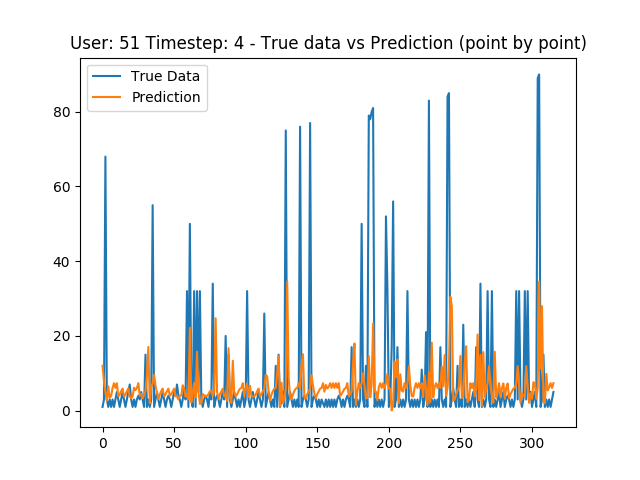 User: 51 Timestep: 4 - True data vs Prediction (point by point)
True Data
Prediction
80
60
40
20
0
0 50 100 150 200 250 300